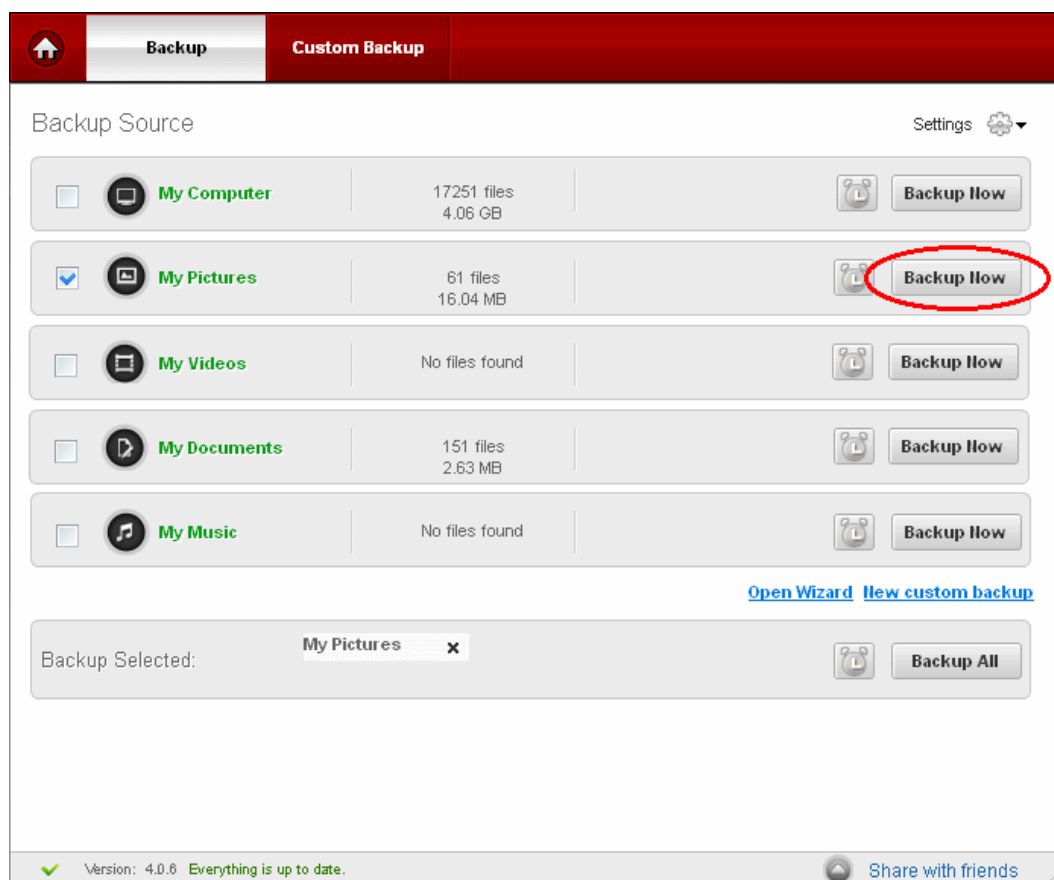 Backup
Custom Backup
Backup Source
Settings
My Computer
17251 files
4.06 GB
Backup Now
My Pictures
61 files
16.04 MB
Backup Now
My Videos
No files found
Backup Now
My Documents
151 files
2.63 MB
Backup Now
My Music
No files found
Backup Now
Open Wizard New custom backup
Backup Selected:
My Pictures
Backup All
Version: 4.0.6 Everything is up to date.
Share with friends